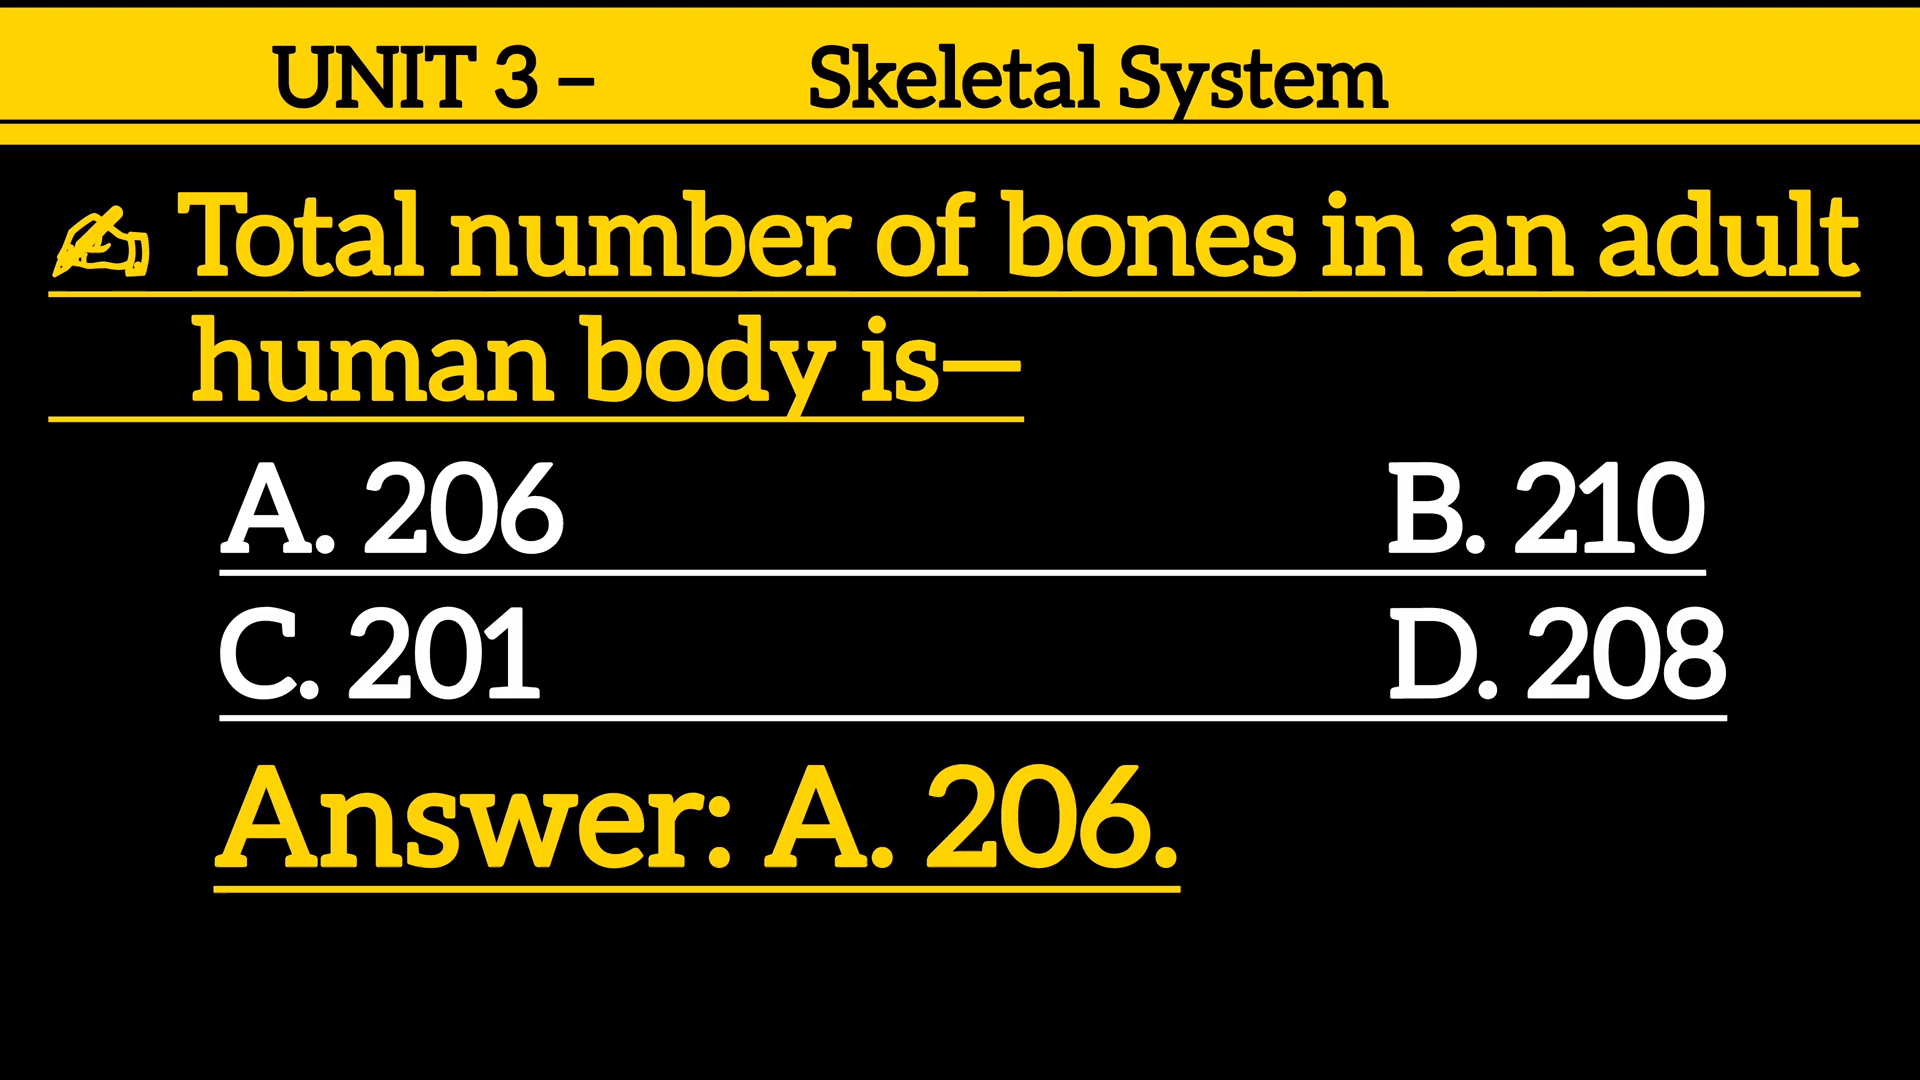 UNIT 3 – Skeletal System
✍ Total number of bones in an adult
human body is—
A. 206 B. 210
C. 201 D. 208
Answer: A. 206.